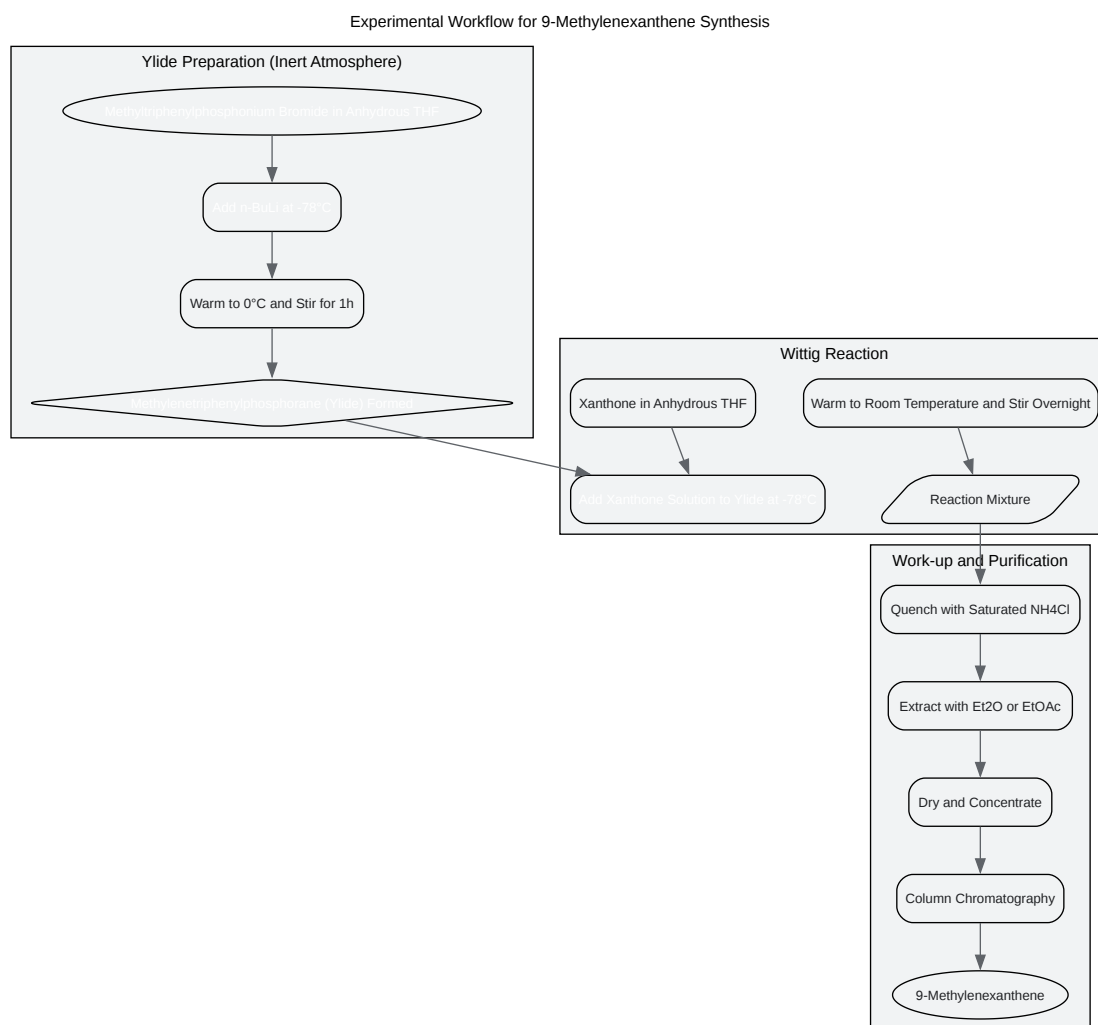 Experimental Workflow for 9-Methylenexanthene Synthesis
Ylide Preparation (Inert Atmosphere)
Methyltriphenylphosphonium Bromide in Anhydrous THF
Add n-BuLi at -78°C
Warm to 0°C and Stir for 1h
Methylenetriphenylphosphorane (Ylide) Formed
Wittig Reaction
Xanthone in Anhydrous THF
Warm to Room Temperature and Stir Overnight
Add Xanthone Solution to Ylide at -78°C
Reaction Mixture
Work-up and Purification
Quench with Saturated NH4Cl
Extract with Et2O or EtOAc
Dry and Concentrate
Column Chromatography
9-Methylenexanthene